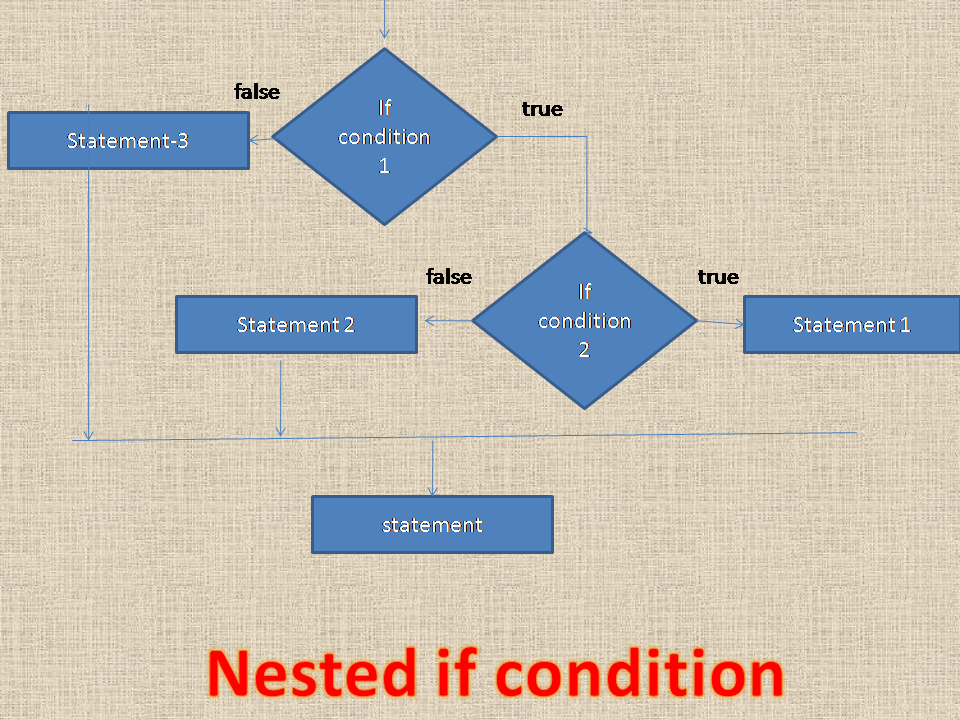 false
true
If
condition
1
Statement-3
false
true
If
condition
2
Statement 2
Statement 1
statement
Nested if condition